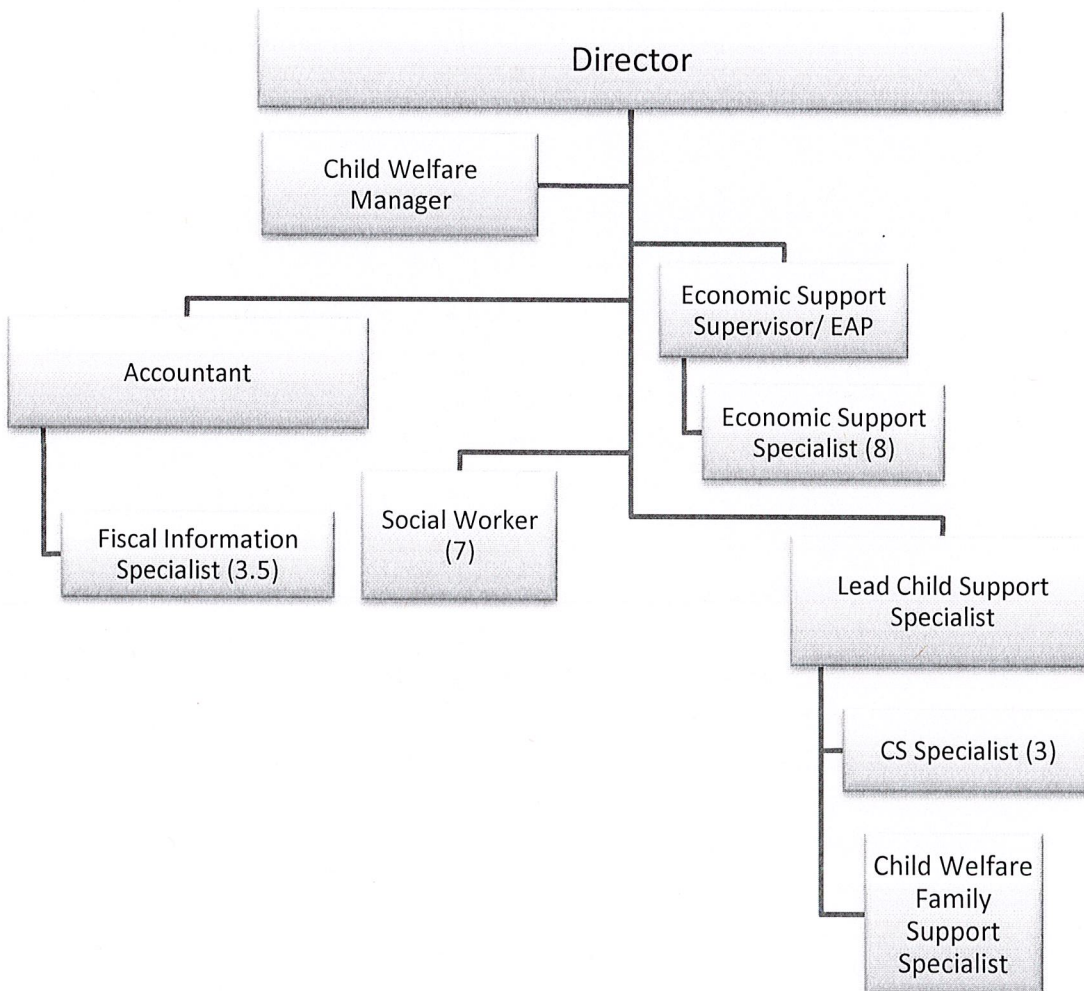 Director
Child Welfare
Manager
Economic Support
Supervisor/ EAP
Accountant
Economic Support
Specialist (8)
Social Worker
(7)
Fiscal Information
Specialist (3.5)
Lead Child Support
Specialist
CS Specialist (3)
Child Welfare
Family
Support
Specialist